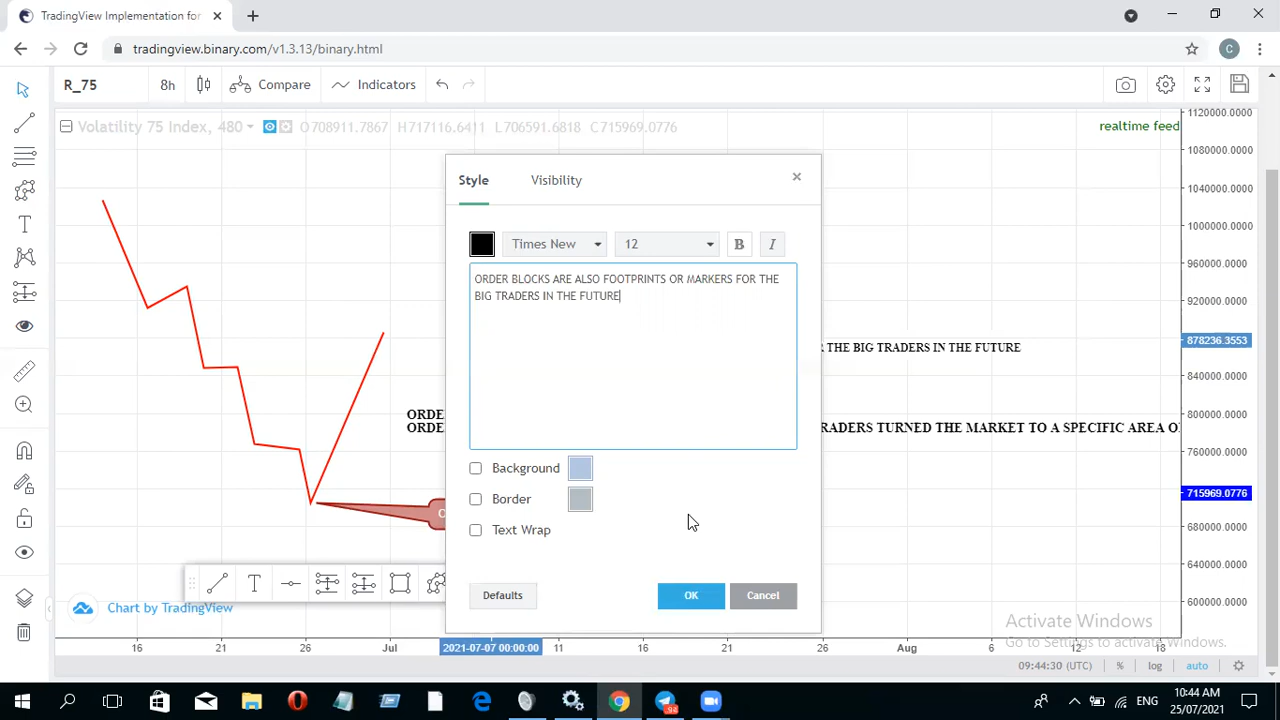 TradingView Implementation for
tradingview.binary.com/v1.3.13/binary.html
C
R_75
8h
Compare
Indicators
Volatility 75 Index, 480
O708911.7867 H717116.6411 L706591.6818 C715969.0776
realtime feed
1120000.0000
1080000.0000
1040000.0000
1000000.0000
960000.0000
920000.0000
878236.3553
840000.0000
800000.0000
760000.0000
715969.0776
680000.0000
640000.0000
600000.0000
Style
Visibility
Times New
12
B
I
ORDER BLOCKS ARE ALSO FOOTPRINTS OR MARKERS FOR THE
BIG TRADERS IN THE FUTURE
THE BIG TRADERS IN THE FUTURE
ORDE
ORDE
RADERS TURNED THE MARKET TO A SPECIFIC AREA O
O
Background
Border
Text Wrap
Defaults
OK
Cancel
T
T
Chart by TradingView
Activate Windows
Go to Settings to activate Windows.
16
21
26
Jul
2021-07-07 00:00:00
11
16
21
26
Aug
6
12
18
09:44:30 (UTC)
%
log
auto
ENG
10:44 AM
25/07/2021